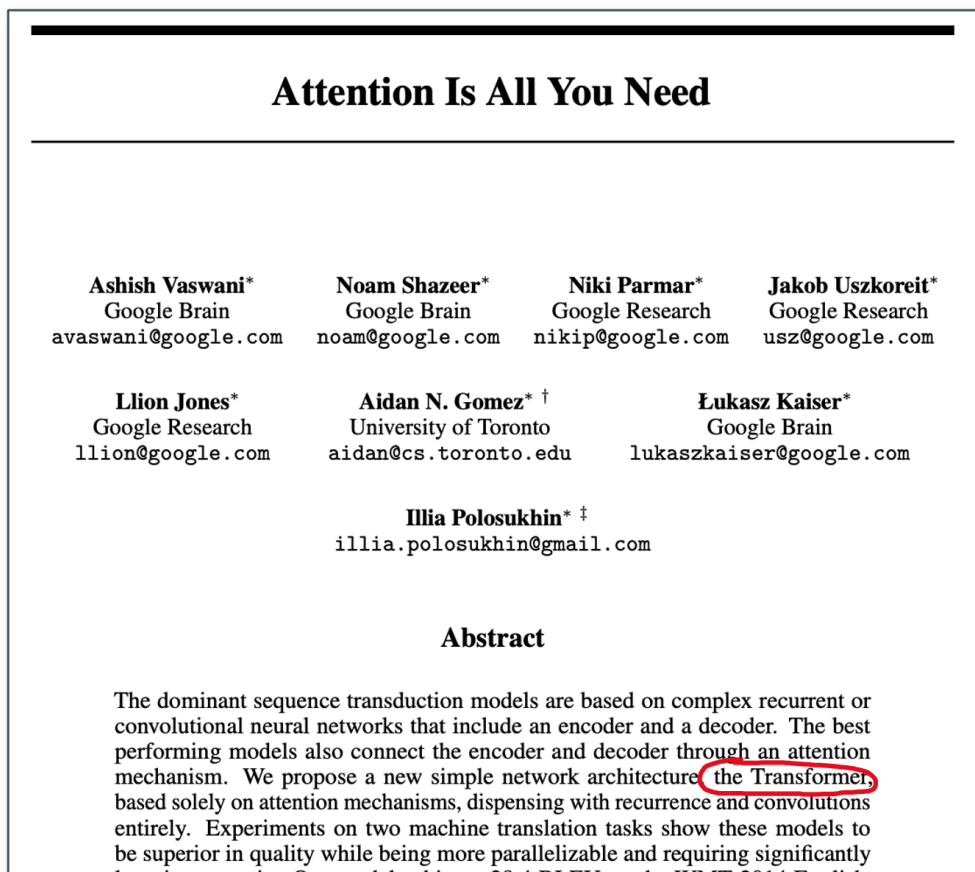 Attention Is All You Need
Ashish Vaswani* Noam Shazeer* Niki Parmar* Jakob Uszkoreit*
Google Brain Google Brain Google Research Google Research
avaswani@google.com noam@google.com nikip@google.com usz@google.com
Llion Jones* Aidan N. Gomez* † Łukasz Kaiser*
Google Research University of Toronto Google Brain
llion@google.com aidan@cs.toronto.edu lukaszkaiser@google.com
Illia Polosukhin* ‡
illia.polosukhin@gmail.com
Abstract
The dominant sequence transduction models are based on complex recurrent or
convolutional neural networks that include an encoder and a decoder. The best
performing models also connect the encoder and decoder through an attention
mechanism. We propose a new simple network architecture, the Transformer,
based solely on attention mechanisms, dispensing with recurrence and convolutions
entirely. Experiments on two machine translation tasks show these models to
be superior in quality while being more parallelizable and requiring significantly